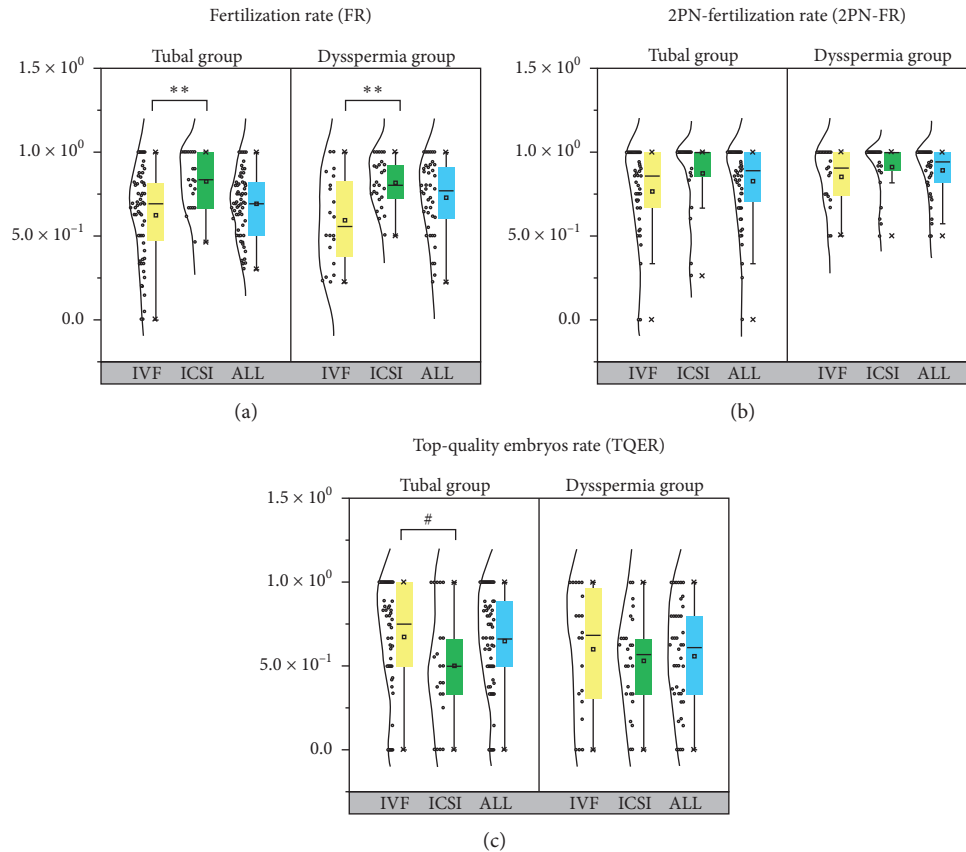 Fertilization rate (FR)
Tubal group
Dysspermia group
1.5 × 10⁰
1.0 × 10⁰
5.0 × 10⁻¹
0.0
**
**
IVF ICSI ALL IVF ICSI ALL
(a)
2PN-fertilization rate (2PN-FR)
Tubal group
Dysspermia group
1.5 × 10⁰
1.0 × 10⁰
5.0 × 10⁻¹
0.0
IVF ICSI ALL IVF ICSI ALL
(b)
Top-quality embryos rate (TQER)
Tubal group
Dysspermia group
1.5 × 10⁰
1.0 × 10⁰
5.0 × 10⁻¹
0.0
#
IVF ICSI ALL IVF ICSI ALL
(c)